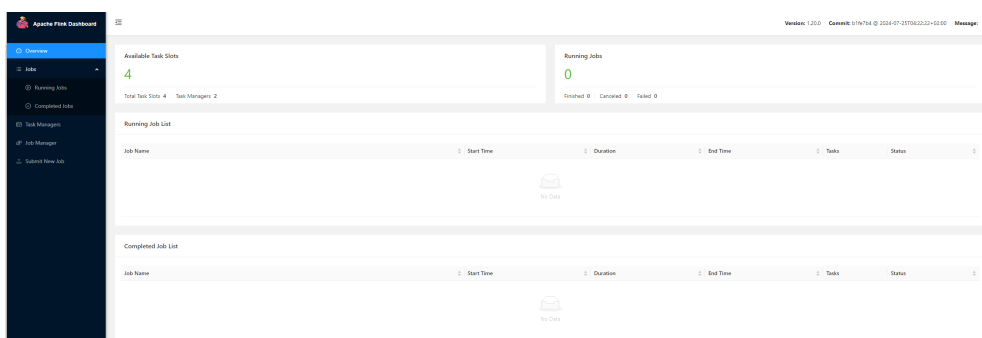 Apache Flink Dashboard
Version: 1.20.0 Commit: b1fe7b4 @ 2024-07-25T04:22:32+02:00 Message:
Overview
Jobs
Running Jobs
Completed Jobs
Task Managers
Job Manager
Submit New Job
Available Task Slots
4
Total Task Slots 4 Task Managers 2
Running Jobs
0
Finished 0 Canceled 0 Failed 0
Running Job List
Job Name Start Time Duration End Time Tasks Status
No Data
Completed Job List
Job Name Start Time Duration End Time Tasks Status
No Data